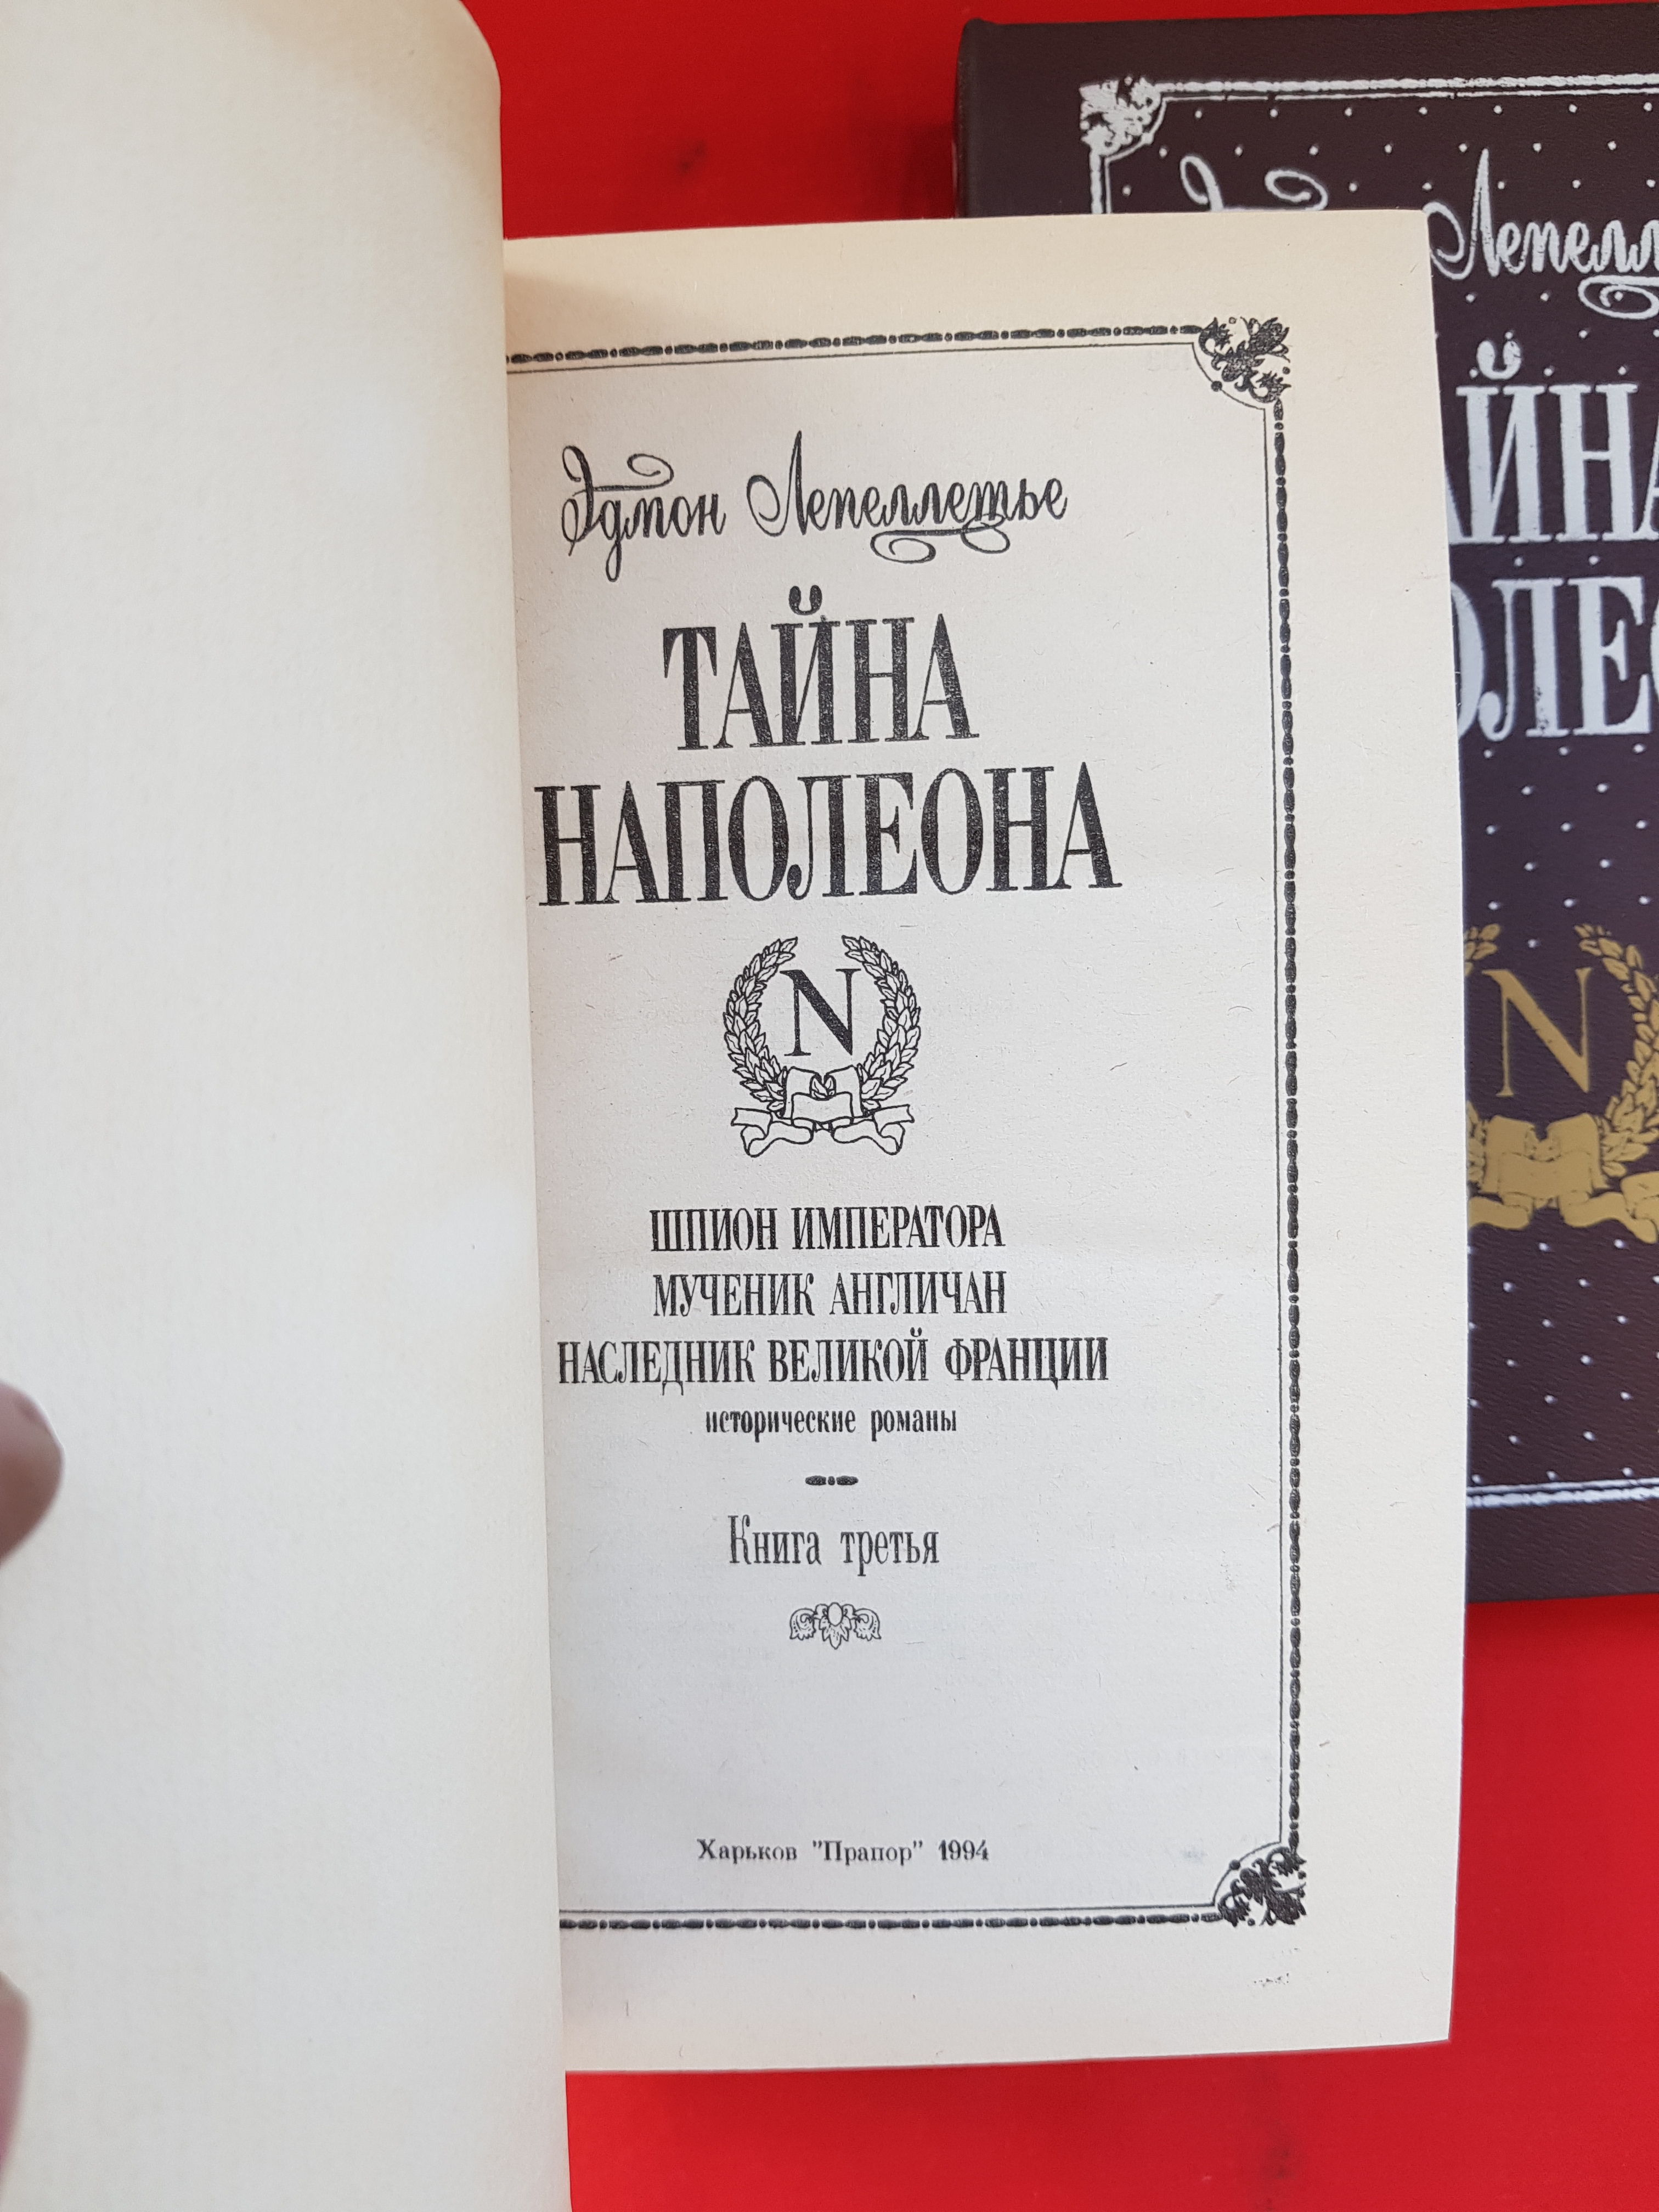 Эдмон Лепеллетье
ТАЙНА
НАПОЛЕОНА
N
ШПИОН ИМПЕРАТОРА
МУЧЕНИК АНГЛИЧАН
НАСЛЕДНИК ВЕЛИКОЙ ФРАНЦИИ
исторические романы
Книга третья
Харьков "Прапор" 1994
N